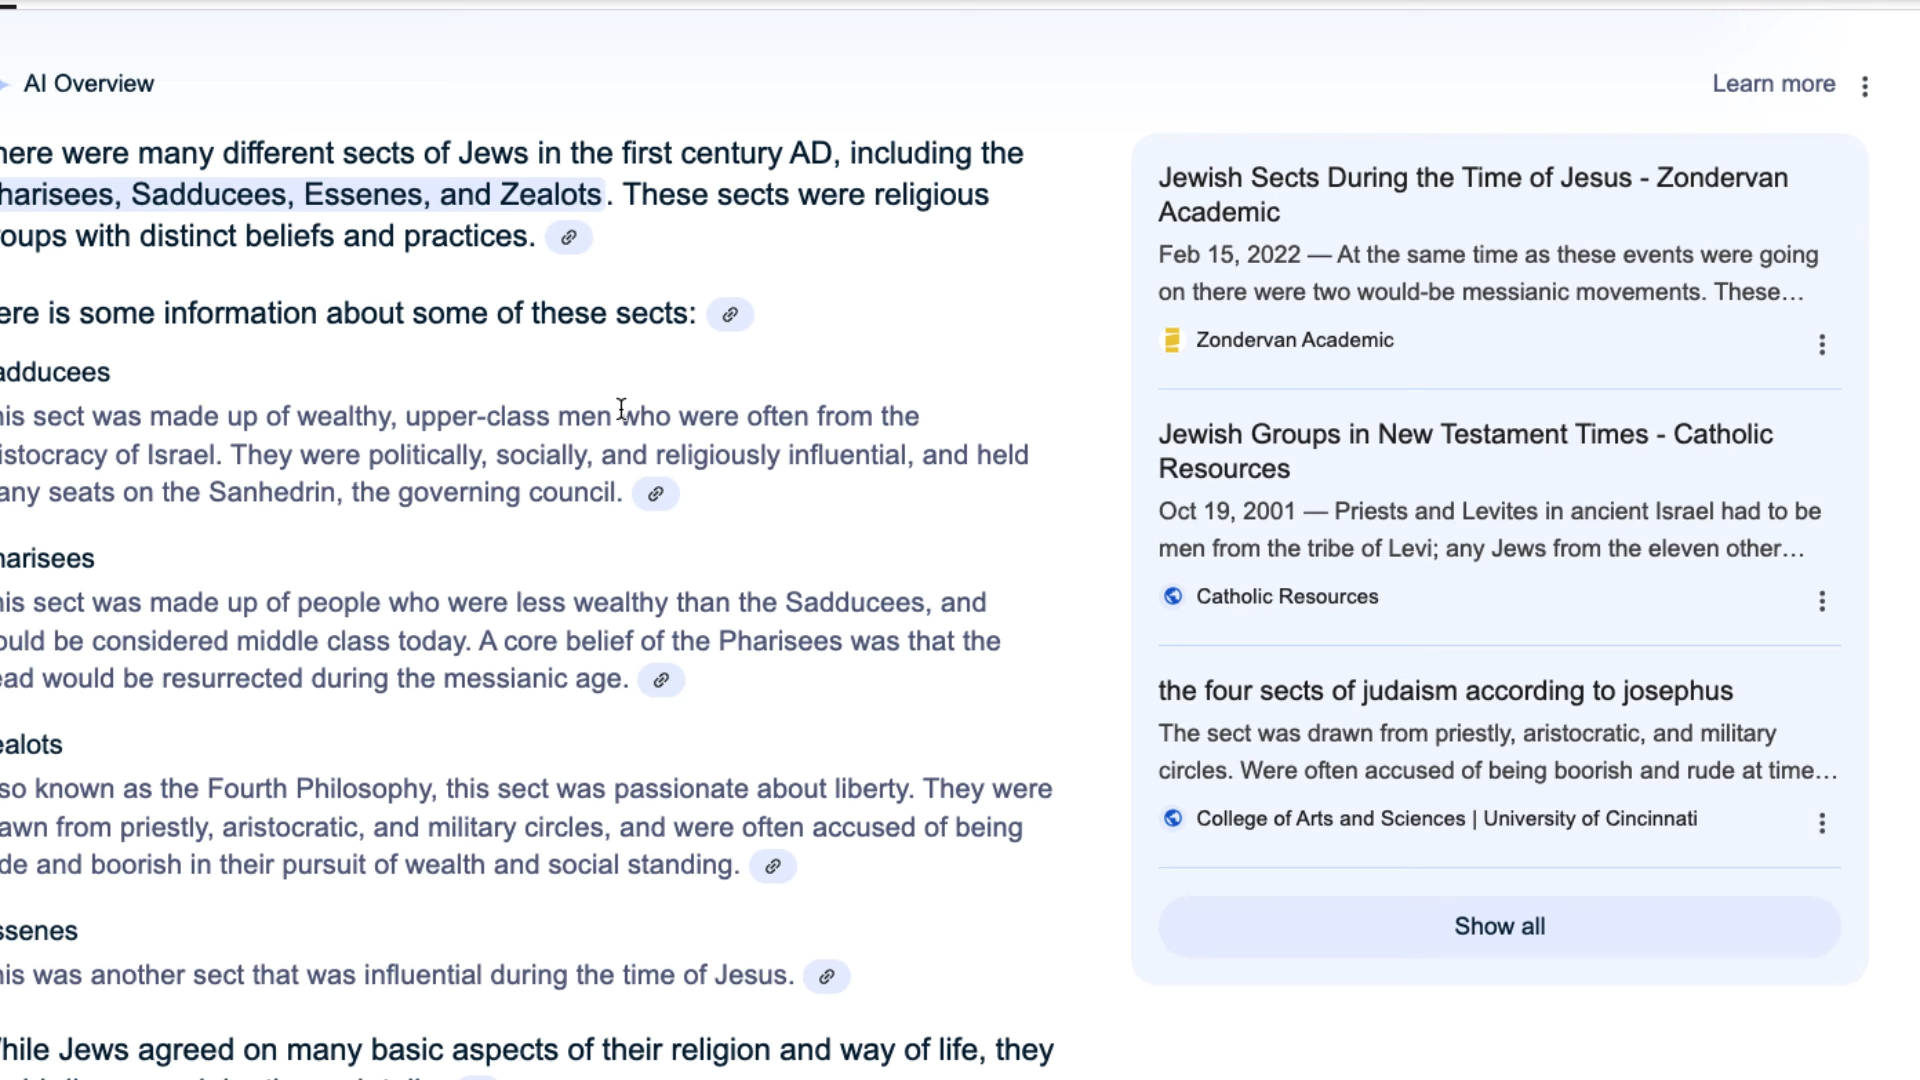 AI Overview
Learn more
here were many different sects of Jews in the first century AD, including the
harisees, Sadducees, Essenes, and Zealots. These sects were religious
oups with distinct beliefs and practices.
ere is some information about some of these sects:
adducees
his sect was made up of wealthy, upper-class men who were often from the
istocracy of Israel. They were politically, socially, and religiously influential, and held
any seats on the Sanhedrin, the governing council.
harisees
his sect was made up of people who were less wealthy than the Sadducees, and
ould be considered middle class today. A core belief of the Pharisees was that the
ead would be resurrected during the messianic age.
ealots
so known as the Fourth Philosophy, this sect was passionate about liberty. They were
awn from priestly, aristocratic, and military circles, and were often accused of being
de and boorish in their pursuit of wealth and social standing.
ssenes
his was another sect that was influential during the time of Jesus.
hile Jews agreed on many basic aspects of their religion and way of life, they
Jewish Sects During the Time of Jesus - Zondervan
Academic
Feb 15, 2022 — At the same time as these events were going
on there were two would-be messianic movements. These...
Zondervan Academic
Jewish Groups in New Testament Times - Catholic
Resources
Oct 19, 2001 — Priests and Levites in ancient Israel had to be
men from the tribe of Levi; any Jews from the eleven other...
Catholic Resources
the four sects of judaism according to josephus
The sect was drawn from priestly, aristocratic, and military
circles. Were often accused of being boorish and rude at time...
College of Arts and Sciences | University of Cincinnati
Show all